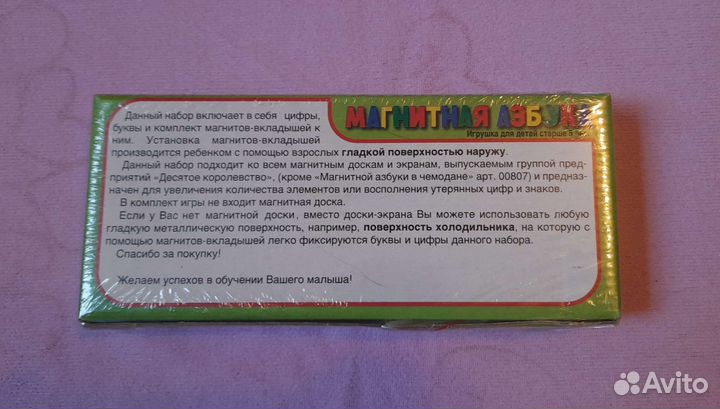 МАГНИТНАЯ АЗБУКА
Игрушка для детей старше
Данный набор включает в себя цифры,
буквы и комплект магнитов-вкладышей к
ним. Установка магнитов-вкладышей
производится ребенком с помощью взрослых гладкой поверхностью наружу.
Данный набор подходит ко всем магнитным доскам и экранам, выпускаемым группой пред-
приятий «Десятое королевство», (кроме «Магнитной азбуки в чемодане» арт. 00807) и предназ-
начен для увеличения количества элементов или восполнения утерянных цифр и знаков.
В комплект игры не входит магнитная доска.
Если у Вас нет магнитной доски, вместо доски-экрана Вы можете использовать любую
гладкую металлическую поверхность, например, поверхность холодильника, на которую с
помощью магнитов-вкладышей легко фиксируются буквы и цифры данного набора.
Спасибо за покупку!
Желаем успехов в обучении Вашего малыша!
Avito